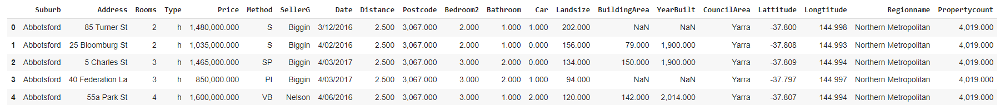 Suburb Address Rooms Type Price Method SellerG Date Distance Postcode Bedroom2 Bathroom Car Landsize BuildingArea YearBuilt CouncilArea Lattitude Longtitude Regionname Propertycount
0 Abbotsford 85 Turner St 2 h 1,480,000.000 S Biggin 3/12/2016 2.500 3,067.000 2.000 1.000 1.000 202.000 NaN NaN Yarra -37.800 144.998 Northern Metropolitan 4,019.000
1 Abbotsford 25 Bloomburg St 2 h 1,035,000.000 S Biggin 4/02/2016 2.500 3,067.000 2.000 1.000 0.000 156.000 79.000 1,900.000 Yarra -37.808 144.993 Northern Metropolitan 4,019.000
2 Abbotsford 5 Charles St 3 h 1,465,000.000 SP Biggin 4/03/2017 2.500 3,067.000 3.000 2.000 0.000 134.000 150.000 1,900.000 Yarra -37.809 144.994 Northern Metropolitan 4,019.000
3 Abbotsford 40 Federation La 3 h 850,000.000 PI Biggin 4/03/2017 2.500 3,067.000 3.000 2.000 1.000 94.000 NaN NaN Yarra -37.797 144.997 Northern Metropolitan 4,019.000
4 Abbotsford 55a Park St 4 h 1,600,000.000 VB Nelson 4/06/2016 2.500 3,067.000 3.000 1.000 2.000 120.000 142.000 2,014.000 Yarra -37.807 144.994 Northern Metropolitan 4,019.000